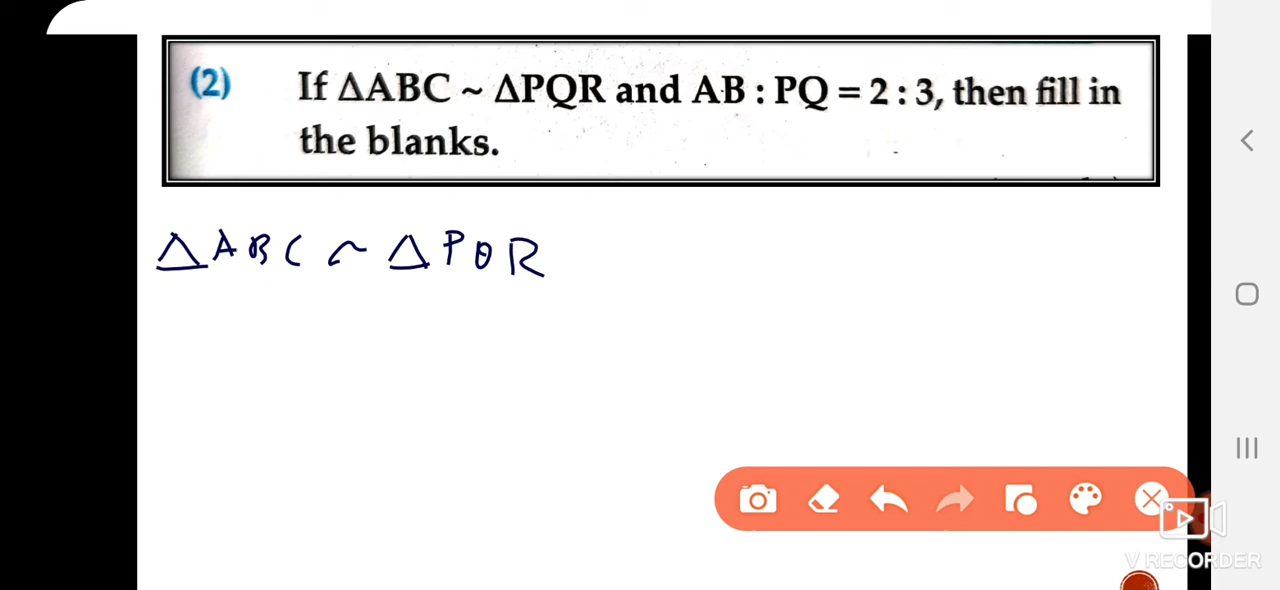 (2) If ΔABC ~ ΔPQR and AB : PQ = 2 : 3, then fill in
the blanks.
ΔABC ~ ΔPQR
V RECORDER